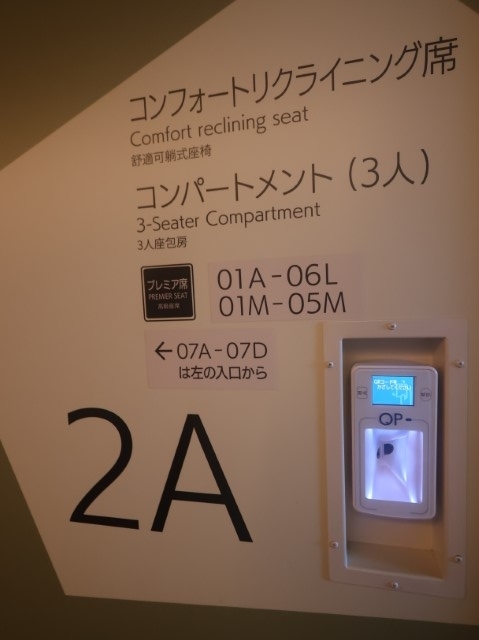 コンフォートリクライニング席
Comfort reclining seat
舒適可躺式座椅
コンパートメント (3人)
3-Seater Compartment
3人座包房
プレミア席
PREMIER SEAT
01A-06L
01M-05M
←07A-07D
は左の入口から
2A
QP-